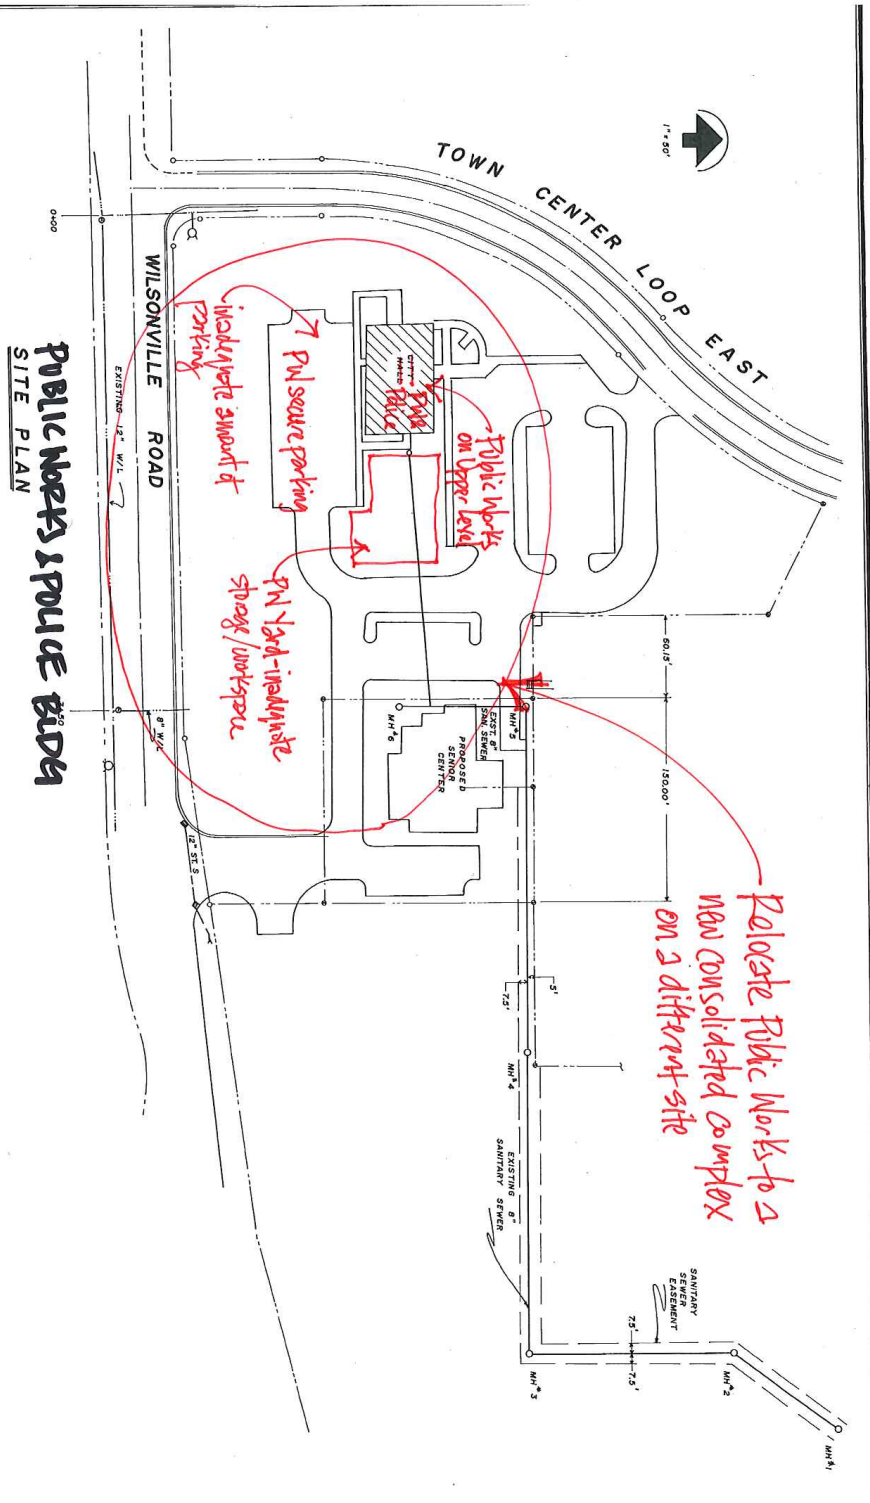 1" = 50'
TOWN CENTER LOOP EAST
WILSONVILLE ROAD
0+00
EXISTING 12" W/L
8" W/L
12" ST. S
CITY
HALL
PW &
Police
Public Works
on Upper Level
PW secure parking
inadequate amount of
parking
PW Yard - inadequate
storage/workspace
MH#6
EXST. 8"
SAN. SEWER
MH#5
PROPOSED
SENIOR
CENTER
60.15'
150.00'
Relocate Public Works to a
new consolidated complex
on a different site
5'
7.5'
MH#4
EXISTING 8"
SANITARY SEWER
SANITARY
SEWER
EASEMENT
7.5'
7.5'
MH#3
MH#2
MH#1
PUBLIC WORKS & POLICE BLDG
SITE PLAN